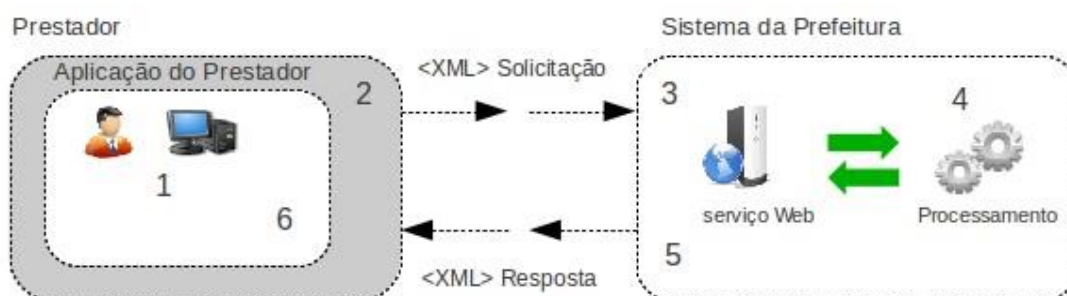 Prestador
Sistema da Prefeitura
Aplicação do Prestador
2
<XML> Solicitação
3
4
1
serviço Web
Processamento
6
5
<XML> Resposta